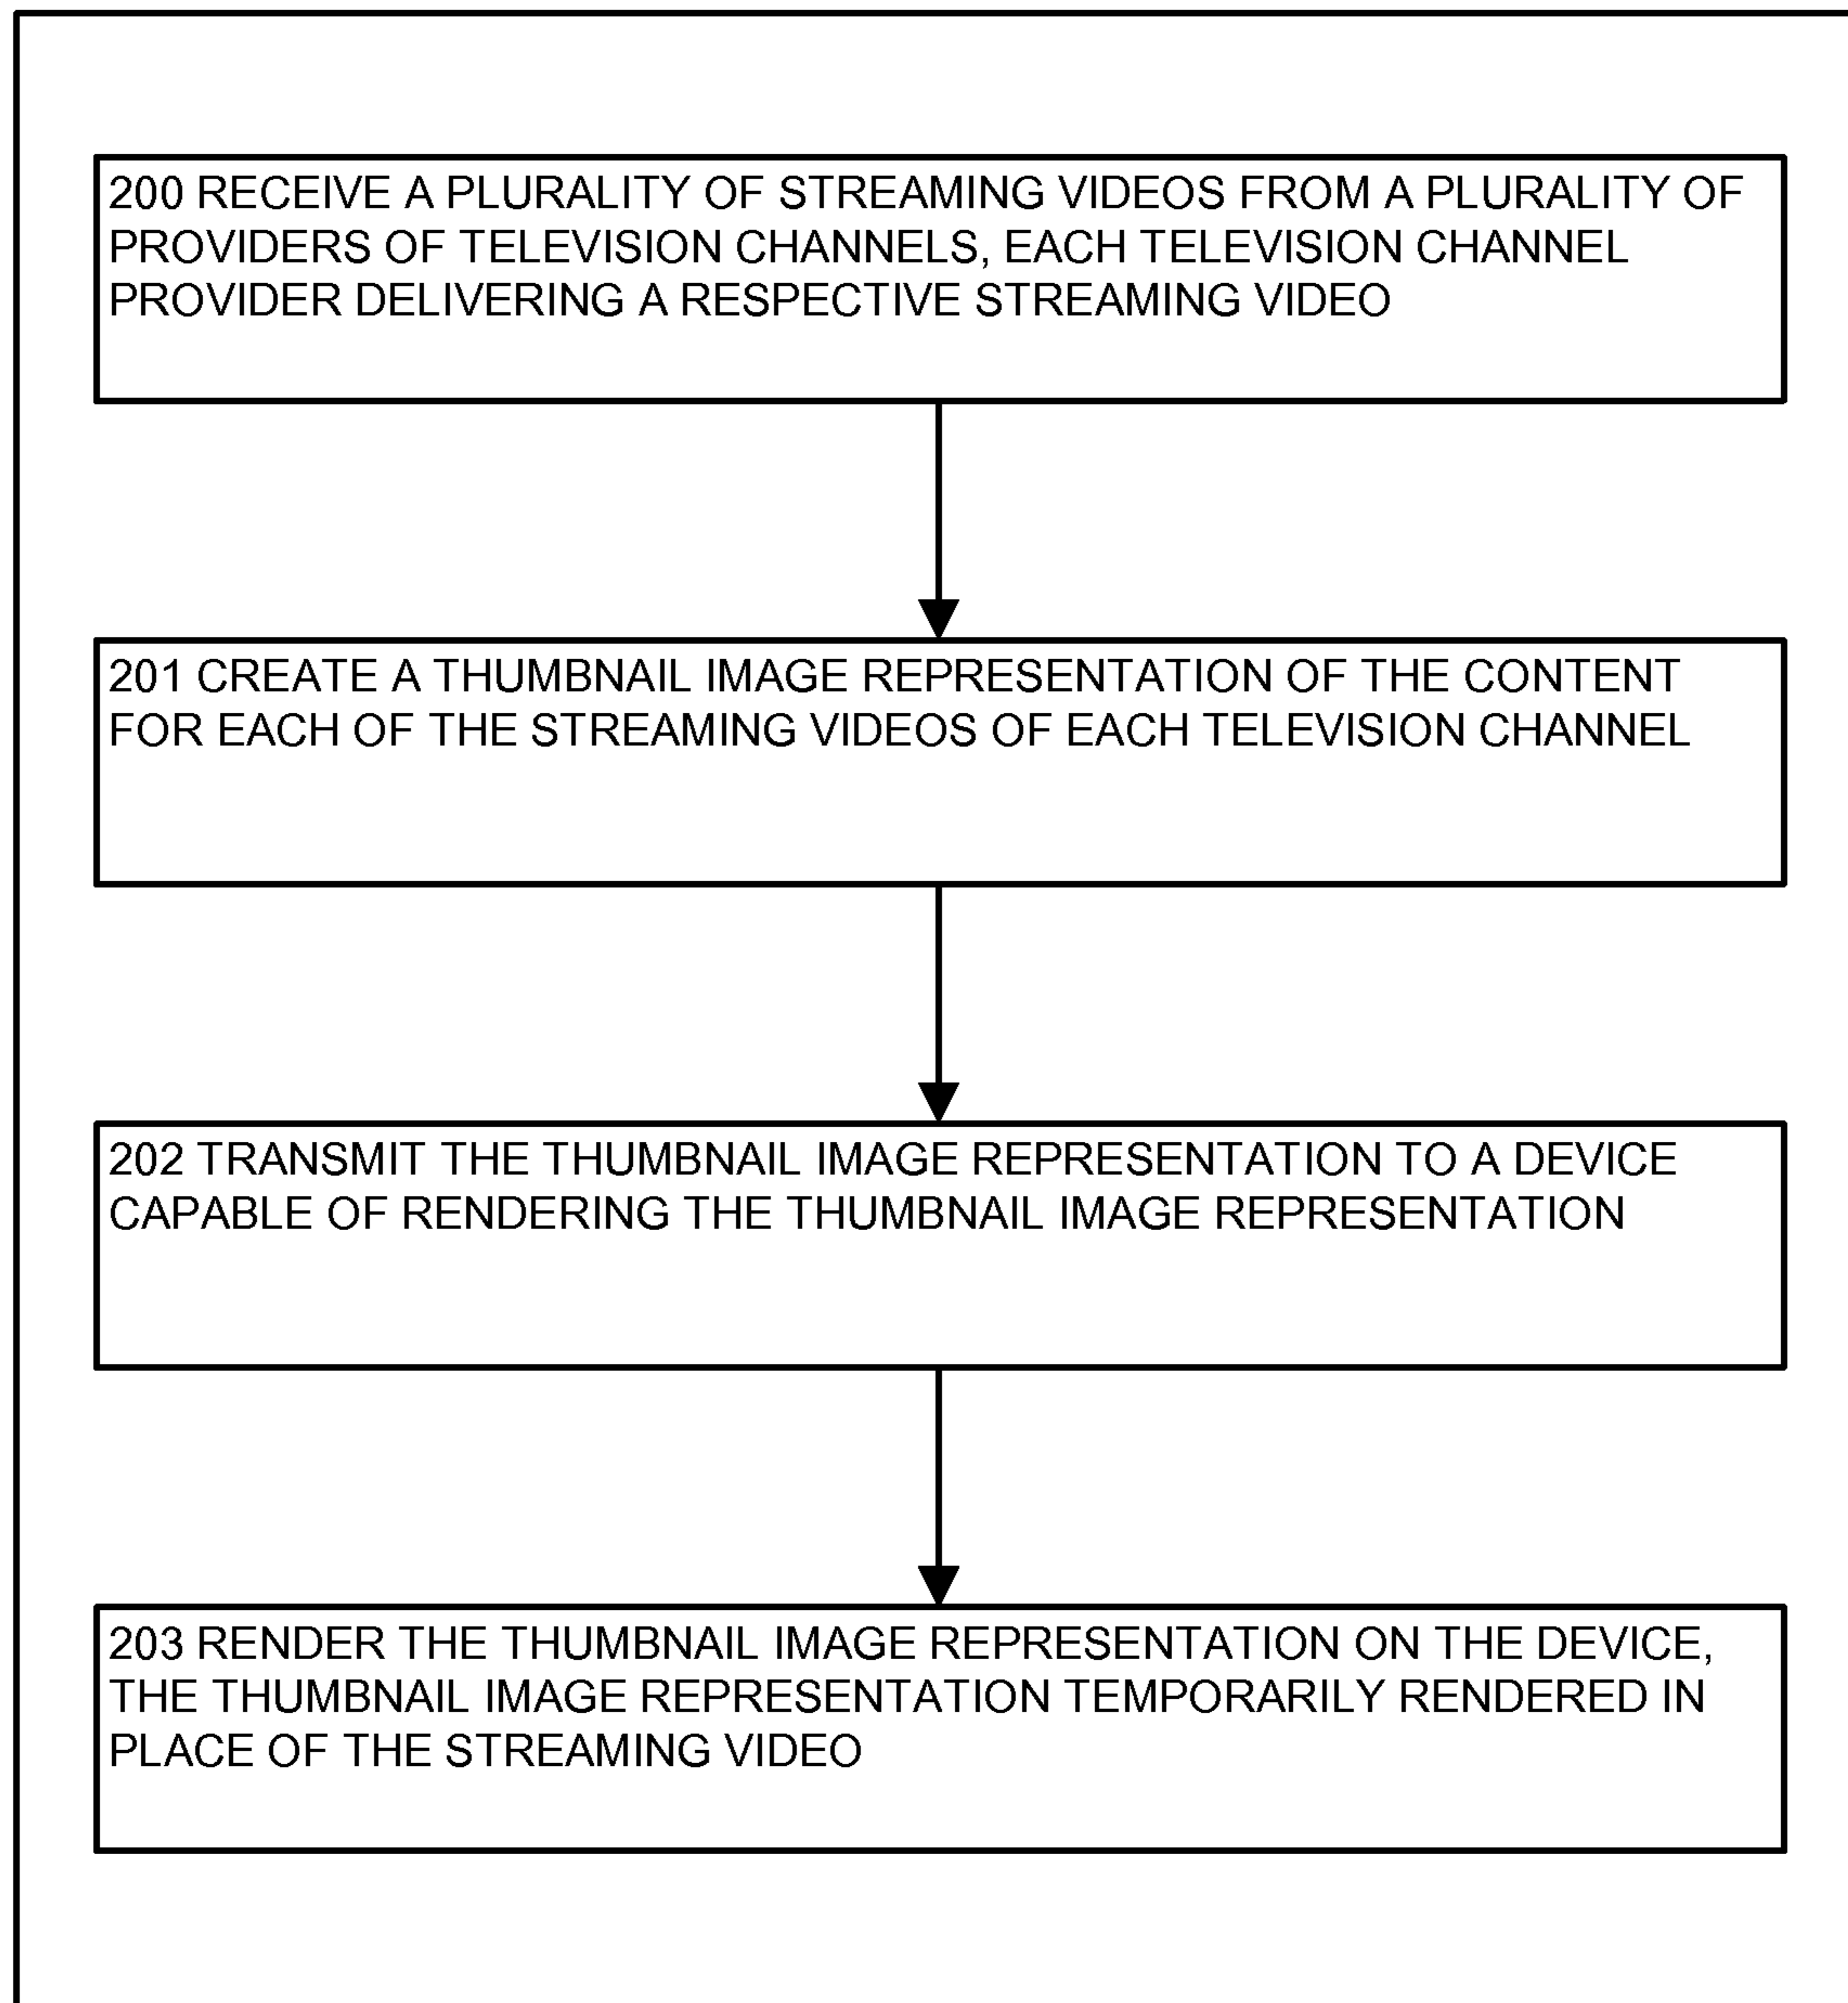 200 RECEIVE A PLURALITY OF STREAMING VIDEOS FROM A PLURALITY OF
PROVIDERS OF TELEVISION CHANNELS, EACH TELEVISION CHANNEL
PROVIDER DELIVERING A RESPECTIVE STREAMING VIDEO
201 CREATE A THUMBNAIL IMAGE REPRESENTATION OF THE CONTENT
FOR EACH OF THE STREAMING VIDEOS OF EACH TELEVISION CHANNEL
202 TRANSMIT THE THUMBNAIL IMAGE REPRESENTATION TO A DEVICE
CAPABLE OF RENDERING THE THUMBNAIL IMAGE REPRESENTATION
203 RENDER THE THUMBNAIL IMAGE REPRESENTATION ON THE DEVICE,
THE THUMBNAIL IMAGE REPRESENTATION TEMPORARILY RENDERED IN
PLACE OF THE STREAMING VIDEO